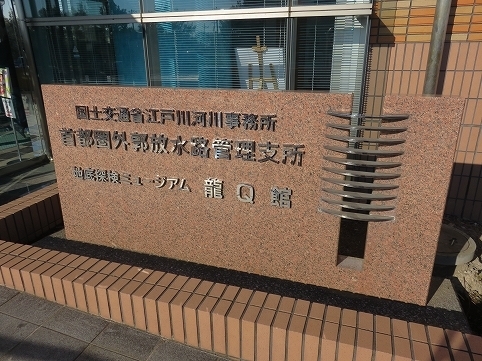 国土交通省江戸川河川事務所
首都圏外郭放水路管理支所
地底探検ミュージアム 龍Q館